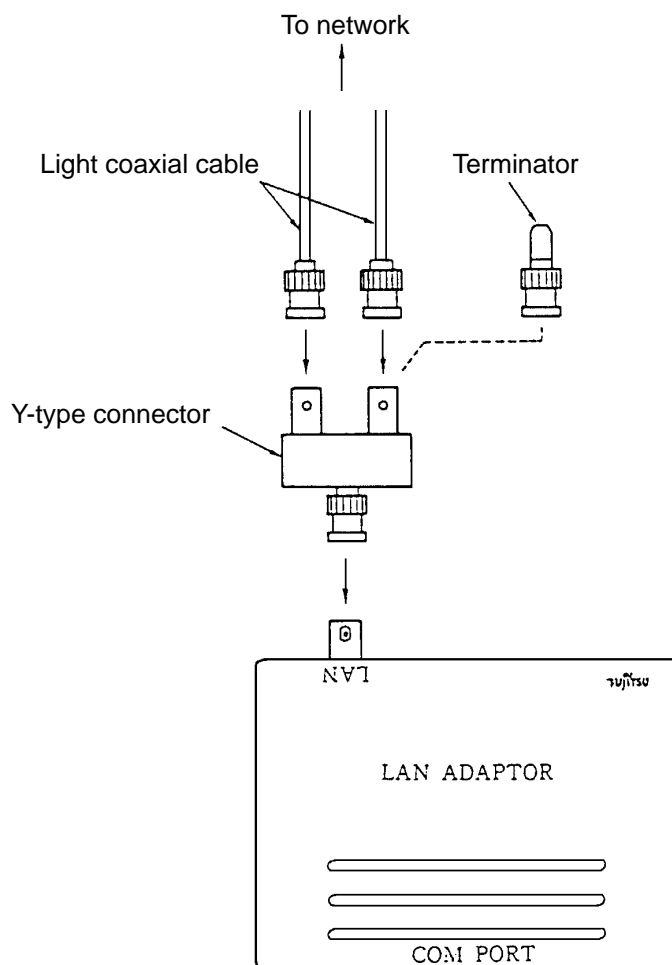 To network
Light coaxial cable
Terminator
Y-type connector
LAN
FUJITSU
LAN ADAPTOR
COM PORT